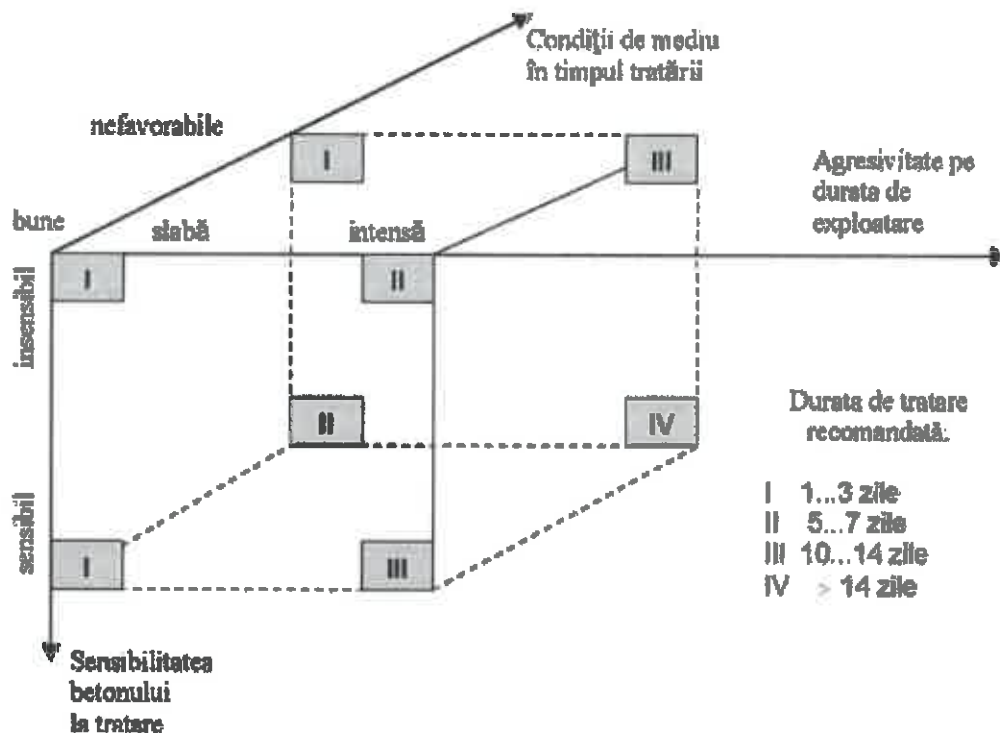 Condiţii de mediu
în timpul tratării
nefavorabile
I
III
Agresivitate pe
durata de
exploatare
bune
slabă
intensă
I
II
insensibil
II
IV
Durata de tratare
recomandată:
sensibil
I
III
I 1...3 zile
II 5...7 zile
III 10...14 zile
IV > 14 zile
Sensibilitatea
betonului
la tratare